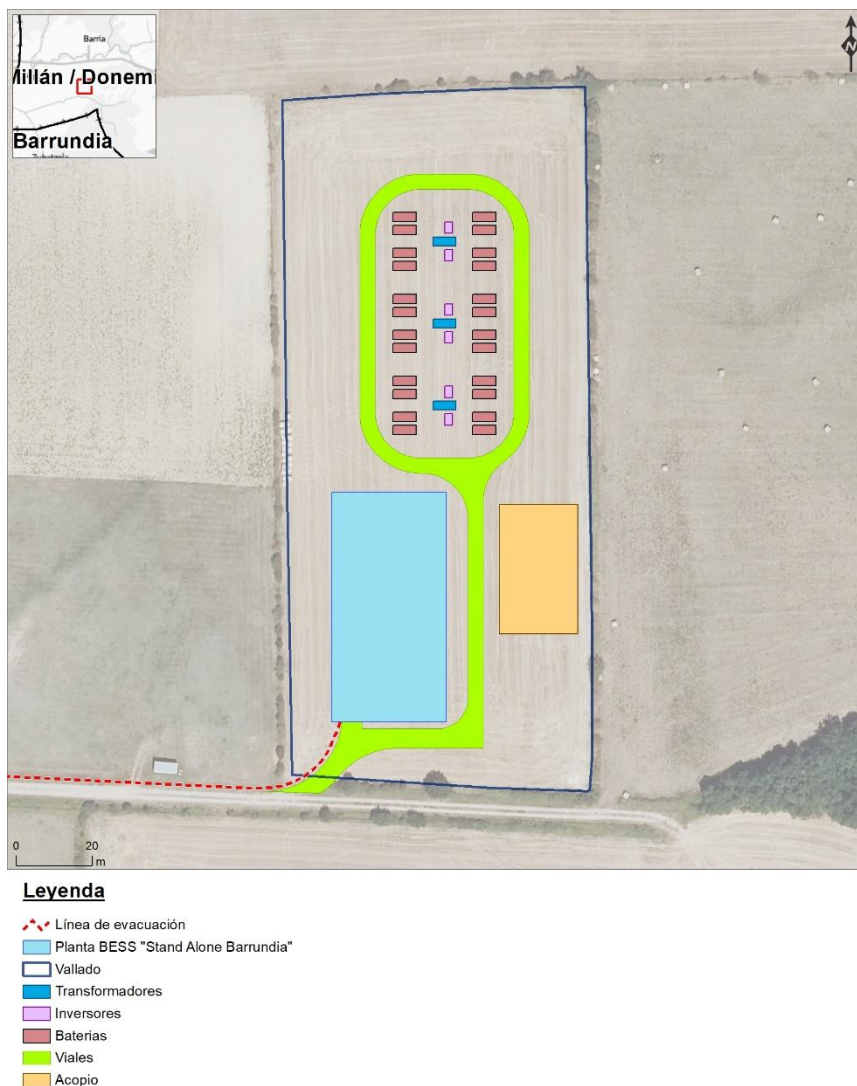 Barria
Millán / Donemi
Barrundia
N
0 20
m
Leyenda
Línea de evacuación
Planta BESS "Stand Alone Barrundia"
Vallado
Transformadores
Inversores
Baterias
Viales
Acopio